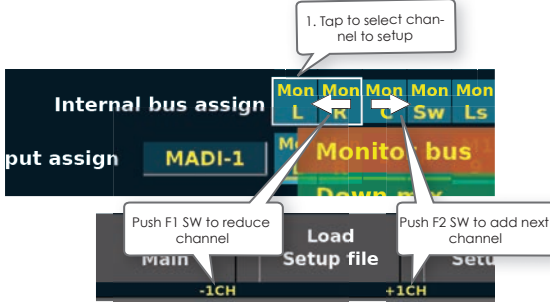 1. Tap to select chan-
nel to setup
Mon Mon Mon Mon
Internal bus assign L R C Sw Ls
put assign MADI-1 Monitor bus
Down mix
Push F1 SW to reduce
channel
Push F2 SW to add next
channel
Main Load
Setup file Setu
-1CH +1CH